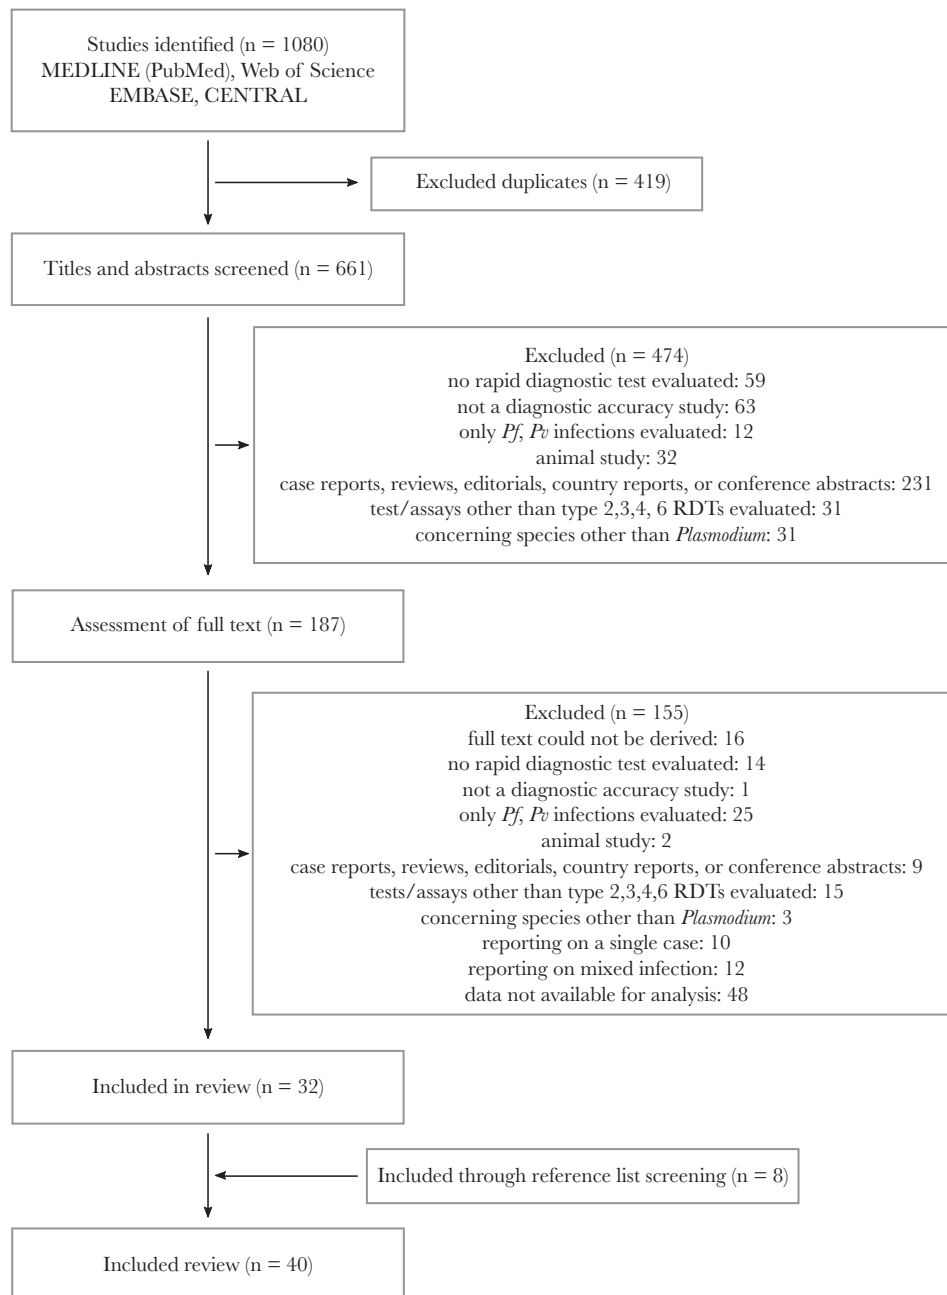 Studies identified (n = 1080)
MEDLINE (PubMed), Web of Science
EMBASE, CENTRAL
Excluded duplicates (n = 419)
Titles and abstracts screened (n = 661)
Excluded (n = 474)
no rapid diagnostic test evaluated: 59
not a diagnostic accuracy study: 63
only Pf, Pv infections evaluated: 12
animal study: 32
case reports, reviews, editorials, country reports, or conference abstracts: 231
test/assays other than type 2,3,4, 6 RDTs evaluated: 31
concerning species other than Plasmodium: 31
Assessment of full text (n = 187)
Excluded (n = 155)
full text could not be derived: 16
no rapid diagnostic test evaluated: 14
not a diagnostic accuracy study: 1
only Pf, Pv infections evaluated: 25
animal study: 2
case reports, reviews, editorials, country reports, or conference abstracts: 9
tests/assays other than type 2,3,4,6 RDTs evaluated: 15
concerning species other than Plasmodium: 3
reporting on a single case: 10
reporting on mixed infection: 12
data not available for analysis: 48
Included in review (n = 32)
Included through reference list screening (n = 8)
Included review (n = 40)